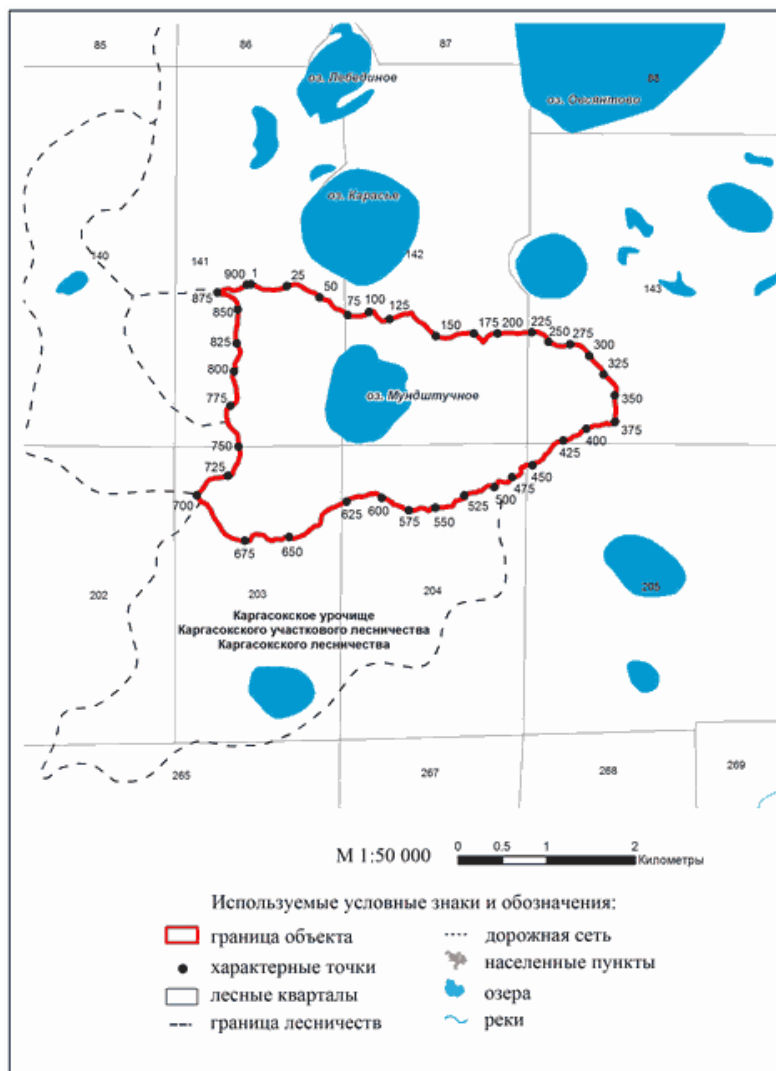 85
86
87
оз. Лебединое
88
оз. Овьянтово
оз. Карасье
140
141
142
143
900
1
25
50
75
100
125
150
175
200
225
250
275
300
325
350
375
400
425
450
475
500
525
550
575
600
625
650
675
700
725
750
775
800
825
850
875
оз. Мундштучное
202
203
204
205
Каргасокское урочище
Каргасокского участкового лесничества
Каргасокского лесничества
265
267
268
269
М 1:50 000
0 0.5 1 2
Километры
Используемые условные знаки и обозначения:
граница объекта
дорожная сеть
характерные точки
населенные пункты
лесные кварталы
озера
граница лесничеств
реки